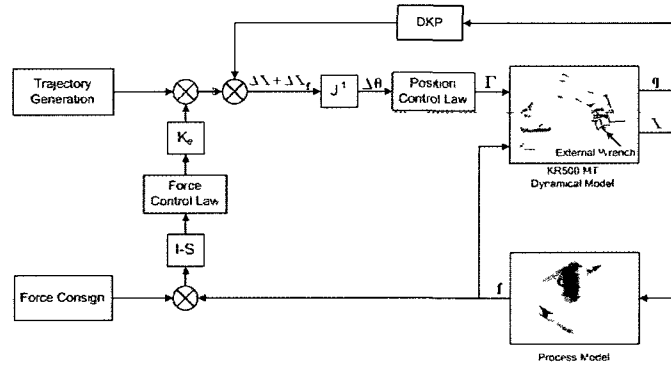 DKP
Trajectory
Generation
ΔX + ΔX_f
J⁻¹
Δθ
Position
Control Law
Γ
q
X
External Wrench
KR500 MT
Dynamical Model
K_e
Force
Control Law
I-S
Force Consign
f
Process Model